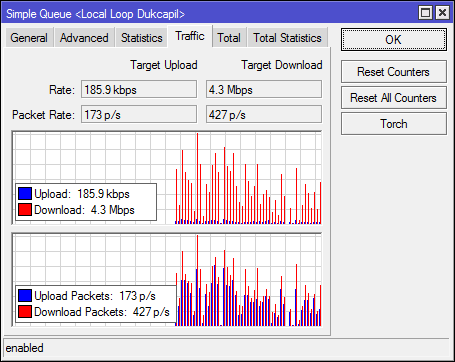 Simple Queue <Local Loop Dukcapil>
General Advanced Statistics Traffic Total Total Statistics
OK
Target Upload Target Download
Rate: 185.9 kbps 4.3 Mbps
Reset Counters
Packet Rate: 173 p/s 427 p/s
Reset All Counters
Torch
Upload: 185.9 kbps
Download: 4.3 Mbps
Upload Packets: 173 p/s
Download Packets: 427 p/s
enabled